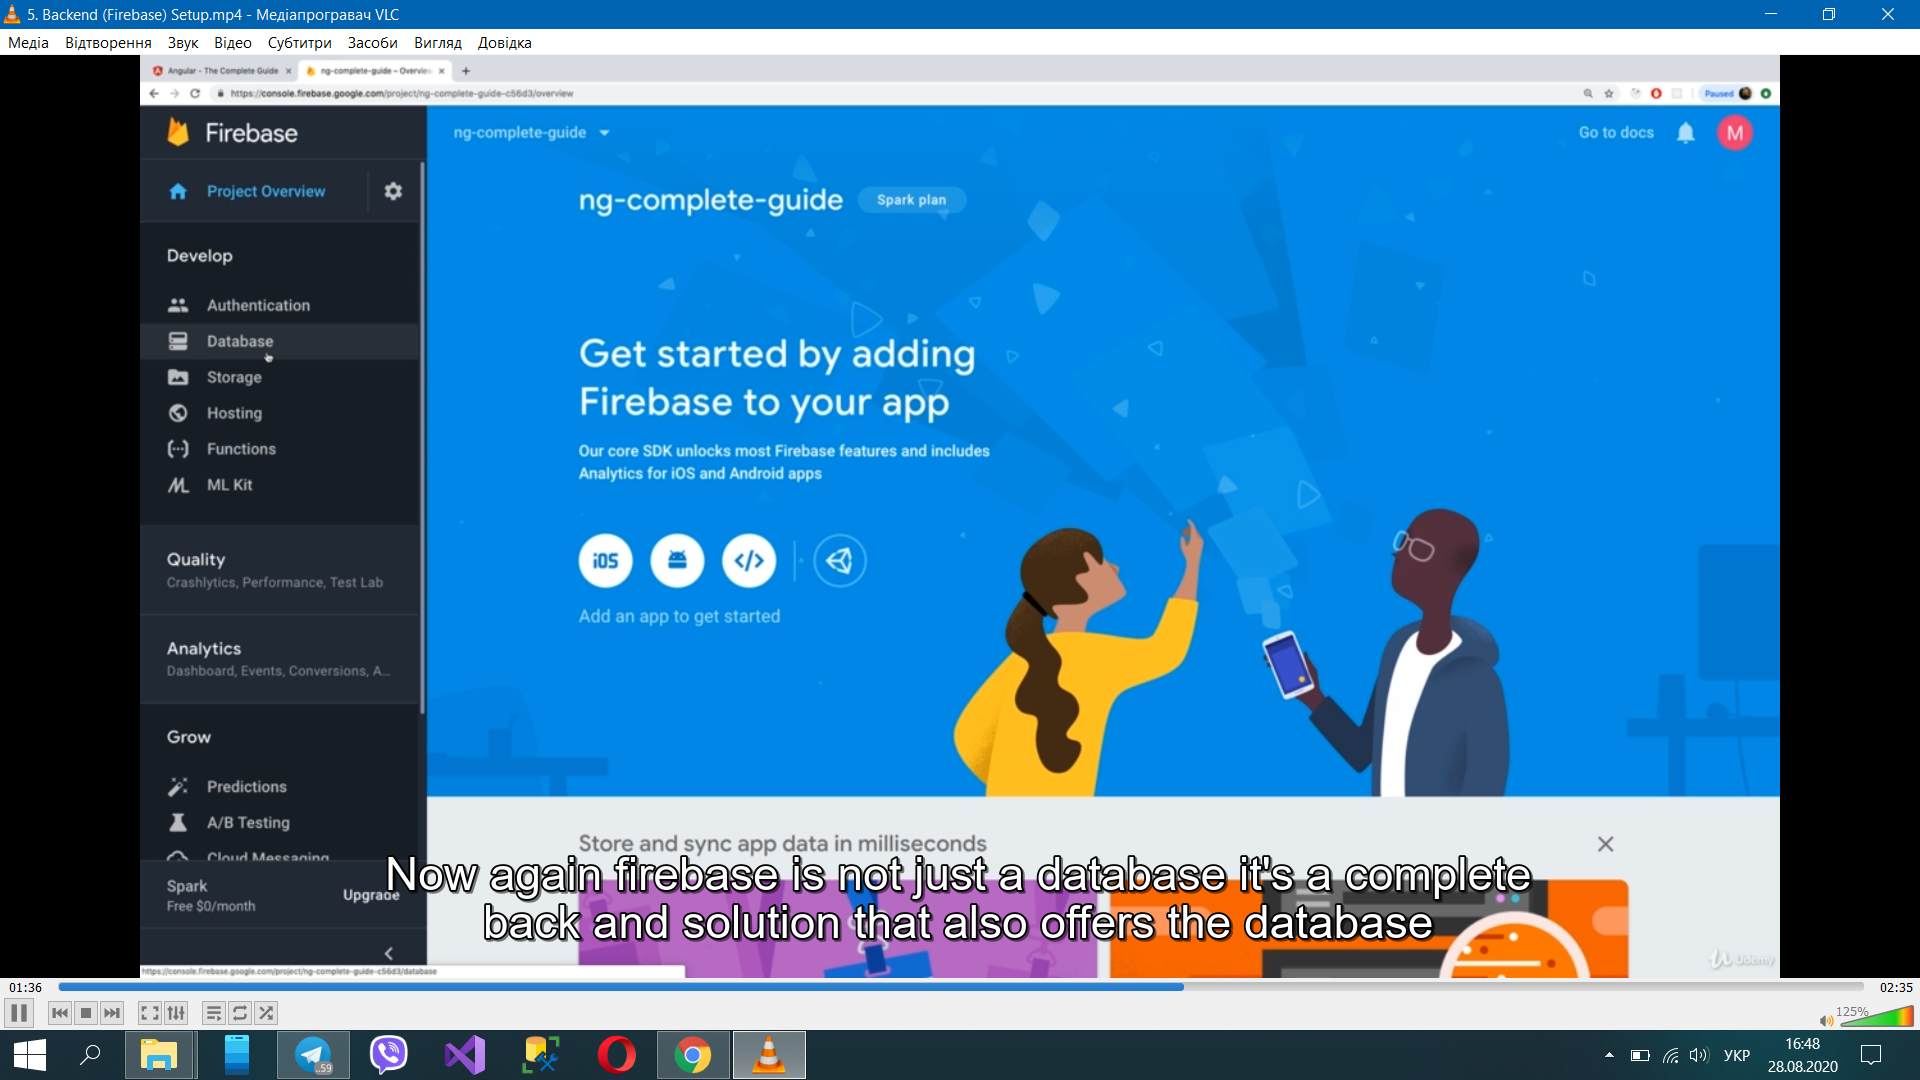 5. Backend (Firebase) Setup.mp4 - Медіапрогравач VLC
Медіа Відтворення Звук Відео Субтитри Засоби Вигляд Довідка
Angular - The Complete Guide
ng-complete-guide – Overview
https://console.firebase.google.com/project/ng-complete-guide-c56d3/overview
Paused
Firebase
ng-complete-guide
Go to docs
M
Project Overview
ng-complete-guide
Spark plan
Develop
Authentication
Database
Storage
Hosting
Functions
ML Kit
Get started by adding
Firebase to your app
Our core SDK unlocks most Firebase features and includes
Analytics for iOS and Android apps
iOS
Add an app to get started
Quality
Crashlytics, Performance, Test Lab
Analytics
Dashboard, Events, Conversions, A...
Grow
Predictions
A/B Testing
Cloud Messaging
Spark
Free $0/month
Upgrade
Store and sync app data in milliseconds
Now again firebase is not just a database it's a complete
back and solution that also offers the database
Udemy
https://console.firebase.google.com/project/ng-complete-guide-c56d3/database
01:36
02:35
125%
.59
УКР
16:48
28.08.2020